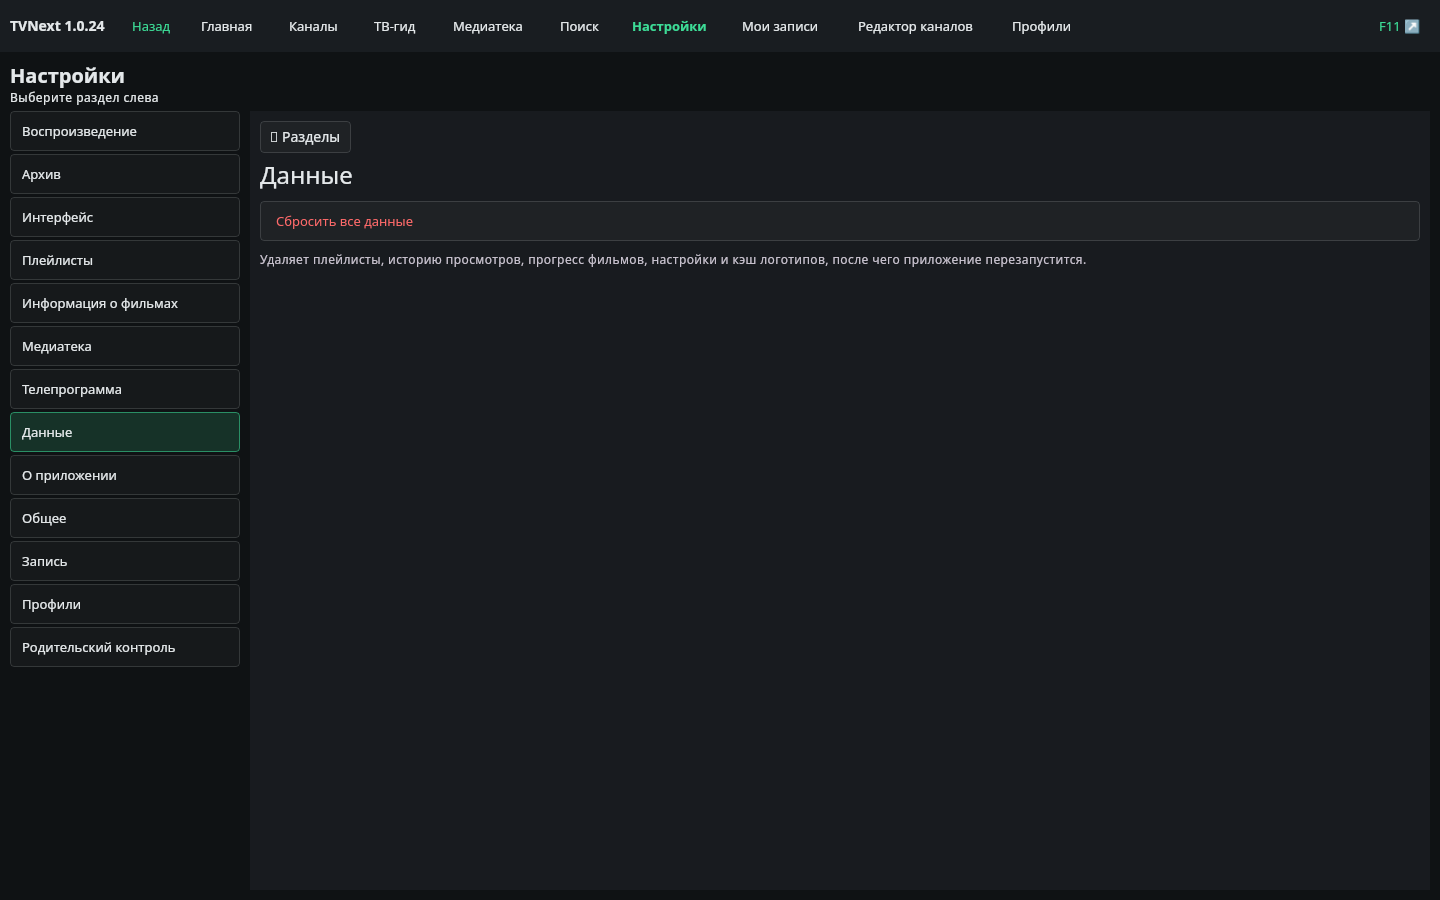 TVNext 1.0.24 Назад Главная Каналы ТВ-гид Медиатека Поиск Настройки Мои записи Редактор каналов Профили F11 ↗
Настройки
Выберите раздел слева
Воспроизведение
Архив
Интерфейс
Плейлисты
Информация о фильмах
Медиатека
Телепрограмма
Данные
О приложении
Общее
Запись
Профили
Родительский контроль
Разделы
Данные
Сбросить все данные
Удаляет плейлисты, историю просмотров, прогресс фильмов, настройки и кэш логотипов, после чего приложение перезапустится.